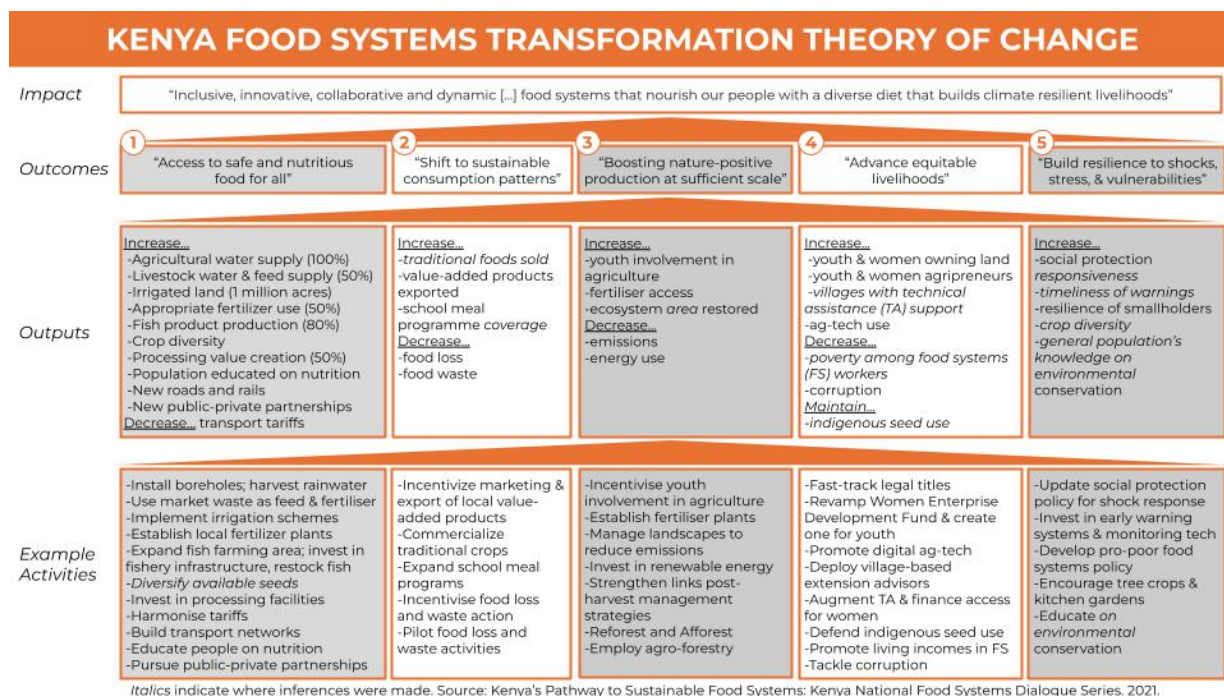 KENYA FOOD SYSTEMS TRANSFORMATION THEORY OF CHANGE
Impact
“Inclusive, innovative, collaborative and dynamic [...] food systems that nourish our people with a diverse diet that builds climate resilient livelihoods”
Outcomes
1
“Access to safe and nutritious
food for all”
2
“Shift to sustainable
consumption patterns”
3
“Boosting nature-positive
production at sufficient scale”
4
“Advance equitable
livelihoods”
5
“Build resilience to shocks,
stress, & vulnerabilities”
Outputs
Increase...
-Agricultural water supply (100%)
-Livestock water & feed supply (50%)
-Irrigated land (1 million acres)
-Appropriate fertilizer use (50%)
-Fish product production (80%)
-Crop diversity
-Processing value creation (50%)
-Population educated on nutrition
-New roads and rails
-New public-private partnerships
Decrease... transport tariffs
Increase...
-traditional foods sold
-value-added products
exported
-school meal
programme coverage
Decrease...
-food loss
-food waste
Increase...
-youth involvement in
agriculture
-fertiliser access
-ecosystem area restored
Decrease...
-emissions
-energy use
Increase...
-youth & women owning land
-youth & women agripreneurs
-villages with technical
assistance (TA) support
-ag-tech use
Decrease...
-poverty among food systems
(FS) workers
-corruption
Maintain...
-indigenous seed use
Increase...
-social protection
responsiveness
-timeliness of warnings
-resilience of smallholders
-crop diversity
-general population’s
knowledge on
environmental
conservation
Example
Activities
-Install boreholes; harvest rainwater
-Use market waste as feed & fertiliser
-Implement irrigation schemes
-Establish local fertilizer plants
-Expand fish farming area; invest in
fishery infrastructure, restock fish
-Diversify available seeds
-Invest in processing facilities
-Harmonise tariffs
-Build transport networks
-Educate people on nutrition
-Pursue public-private partnerships
-Incentivize marketing &
export of local value-
added products
-Commercialize
traditional crops
-Expand school meal
programs
-Incentivise food loss
and waste action
-Pilot food loss and
waste activities
-Incentivise youth
involvement in agriculture
-Establish fertiliser plants
-Manage landscapes to
reduce emissions
-Invest in renewable energy
-Strengthen links post-
harvest management
strategies
-Reforest and Afforest
-Employ agro-forestry
-Fast-track legal titles
-Revamp Women Enterprise
Development Fund & create
one for youth
-Promote digital ag-tech
-Deploy village-based
extension advisors
-Augment TA & finance access
for women
-Defend indigenous seed use
-Promote living incomes in FS
-Tackle corruption
-Update social protection
policy for shock response
-Invest in early warning
systems & monitoring tech
-Develop pro-poor food
systems policy
-Encourage tree crops &
kitchen gardens
-Educate on
environmental
conservation
Italics indicate where inferences were made. Source: Kenya’s Pathway to Sustainable Food Systems: Kenya National Food Systems Dialogue Series, 2021.